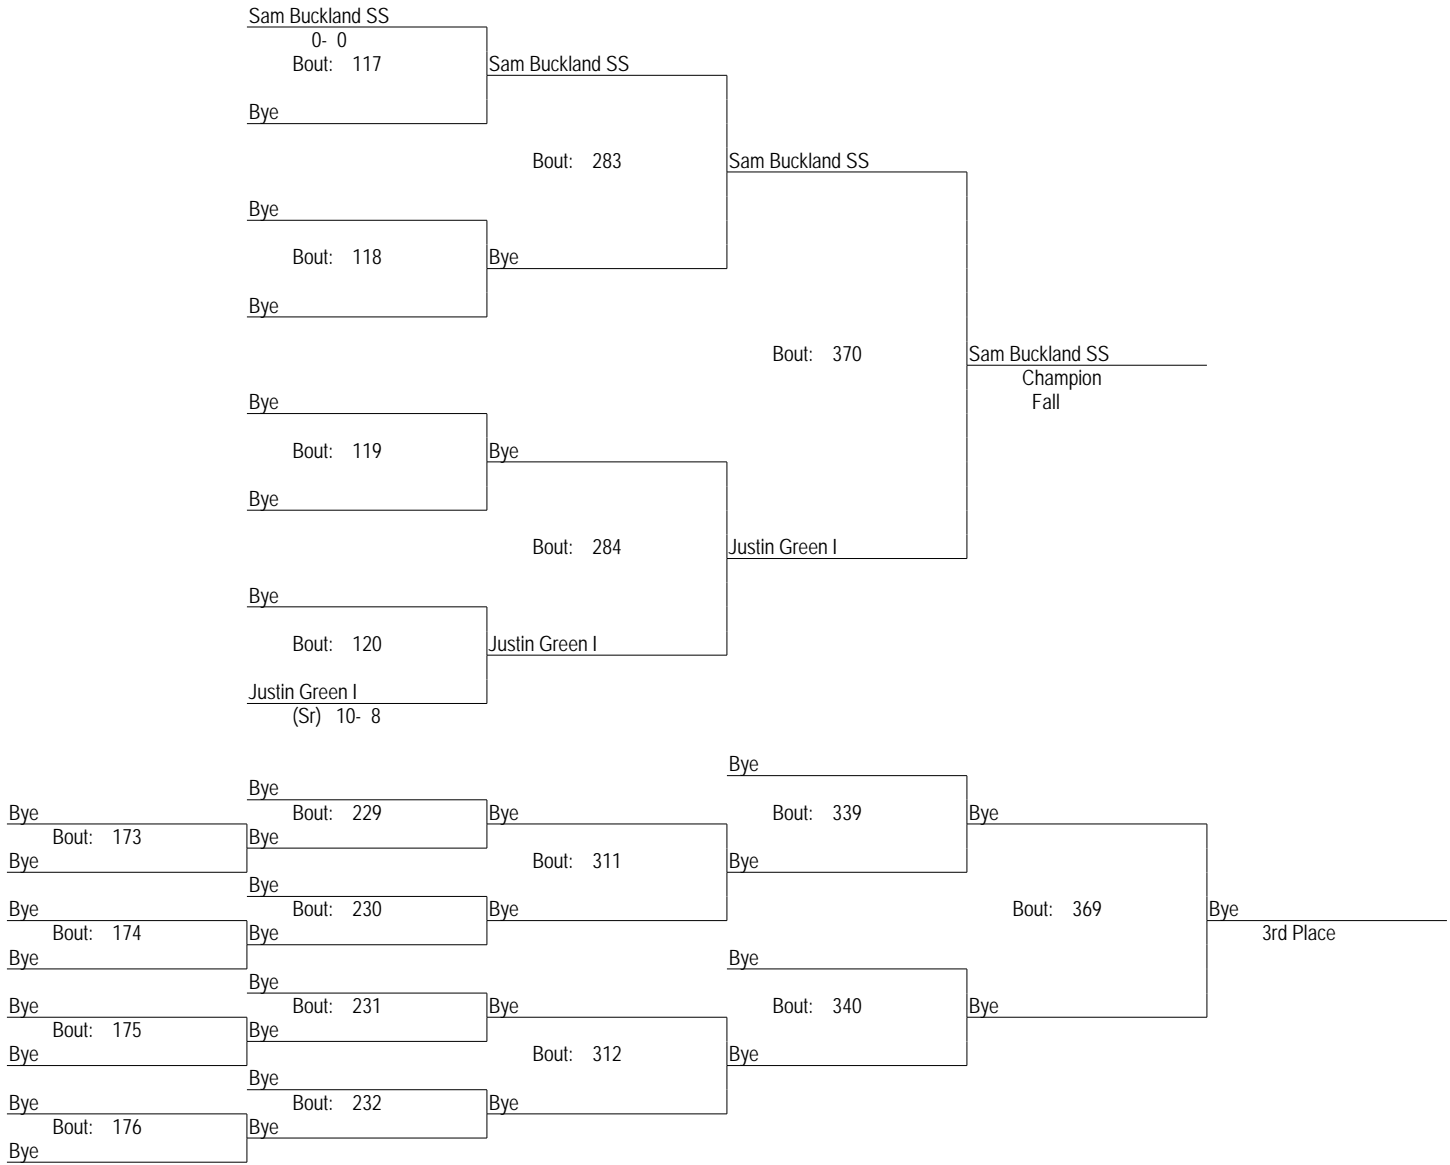 Sam Buckland SS
0- 0
Bout: 117 Sam Buckland SS
Bye
Bout: 283 Sam Buckland SS
Bye
Bout: 118 Bye
Bye
Bout: 370 Sam Buckland SS
Champion
Bye Fall
Bout: 119 Bye
Bye
Bout: 284 Justin Green I
Bye
Bout: 120 Justin Green I
Justin Green I
(Sr) 10- 8
Bye
Bye
Bye Bout: 229 Bye Bout: 339 Bye
Bout: 173 Bye
Bye Bout: 311 Bye
Bye
Bye Bout: 230 Bye Bout: 369 Bye
Bout: 174 Bye 3rd Place
Bye Bye
Bye
Bye Bout: 231 Bye Bout: 340 Bye
Bout: 175 Bye
Bye Bout: 312 Bye
Bye
Bye Bout: 232 Bye
Bout: 176 Bye
Bye